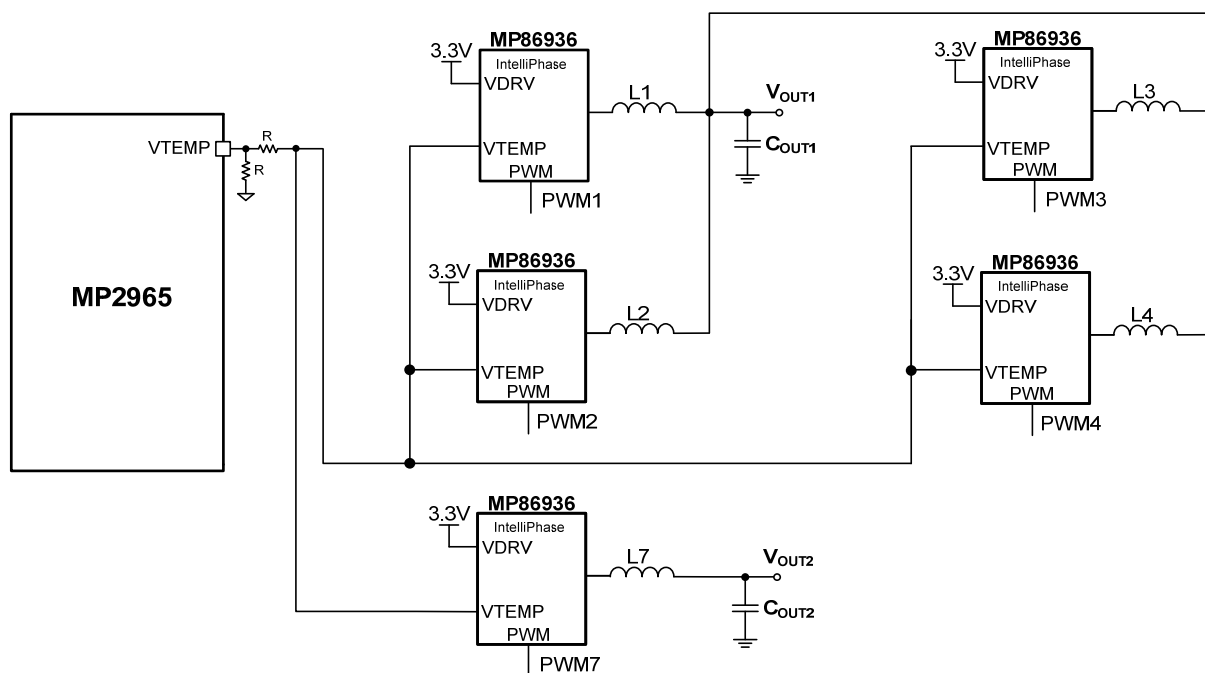 MP2965
VTEMP
R
R
MP86936
IntelliPhase
3.3V
VDRV
VTEMP
PWM
PWM1
L1
VOUT1
COUT1
MP86936
IntelliPhase
3.3V
VDRV
VTEMP
PWM
PWM2
L2
MP86936
IntelliPhase
3.3V
VDRV
VTEMP
PWM
PWM3
L3
MP86936
IntelliPhase
3.3V
VDRV
VTEMP
PWM
PWM4
L4
MP86936
IntelliPhase
3.3V
VDRV
VTEMP
PWM
PWM7
L7
VOUT2
COUT2